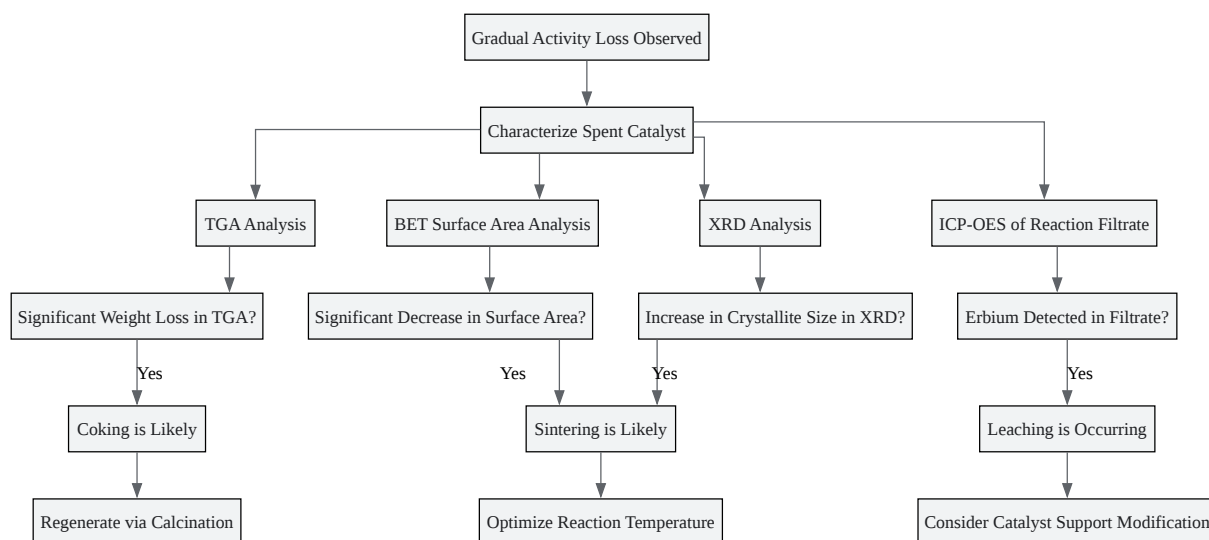 Gradual Activity Loss Observed
Characterize Spent Catalyst
TGA Analysis
BET Surface Area Analysis
XRD Analysis
ICP-OES of Reaction Filtrate
Significant Weight Loss in TGA?
Significant Decrease in Surface Area?
Increase in Crystallite Size in XRD?
Erbium Detected in Filtrate?
Yes
Yes
Yes
Yes
Coking is Likely
Sintering is Likely
Leaching is Occurring
Regenerate via Calcination
Optimize Reaction Temperature
Consider Catalyst Support Modification